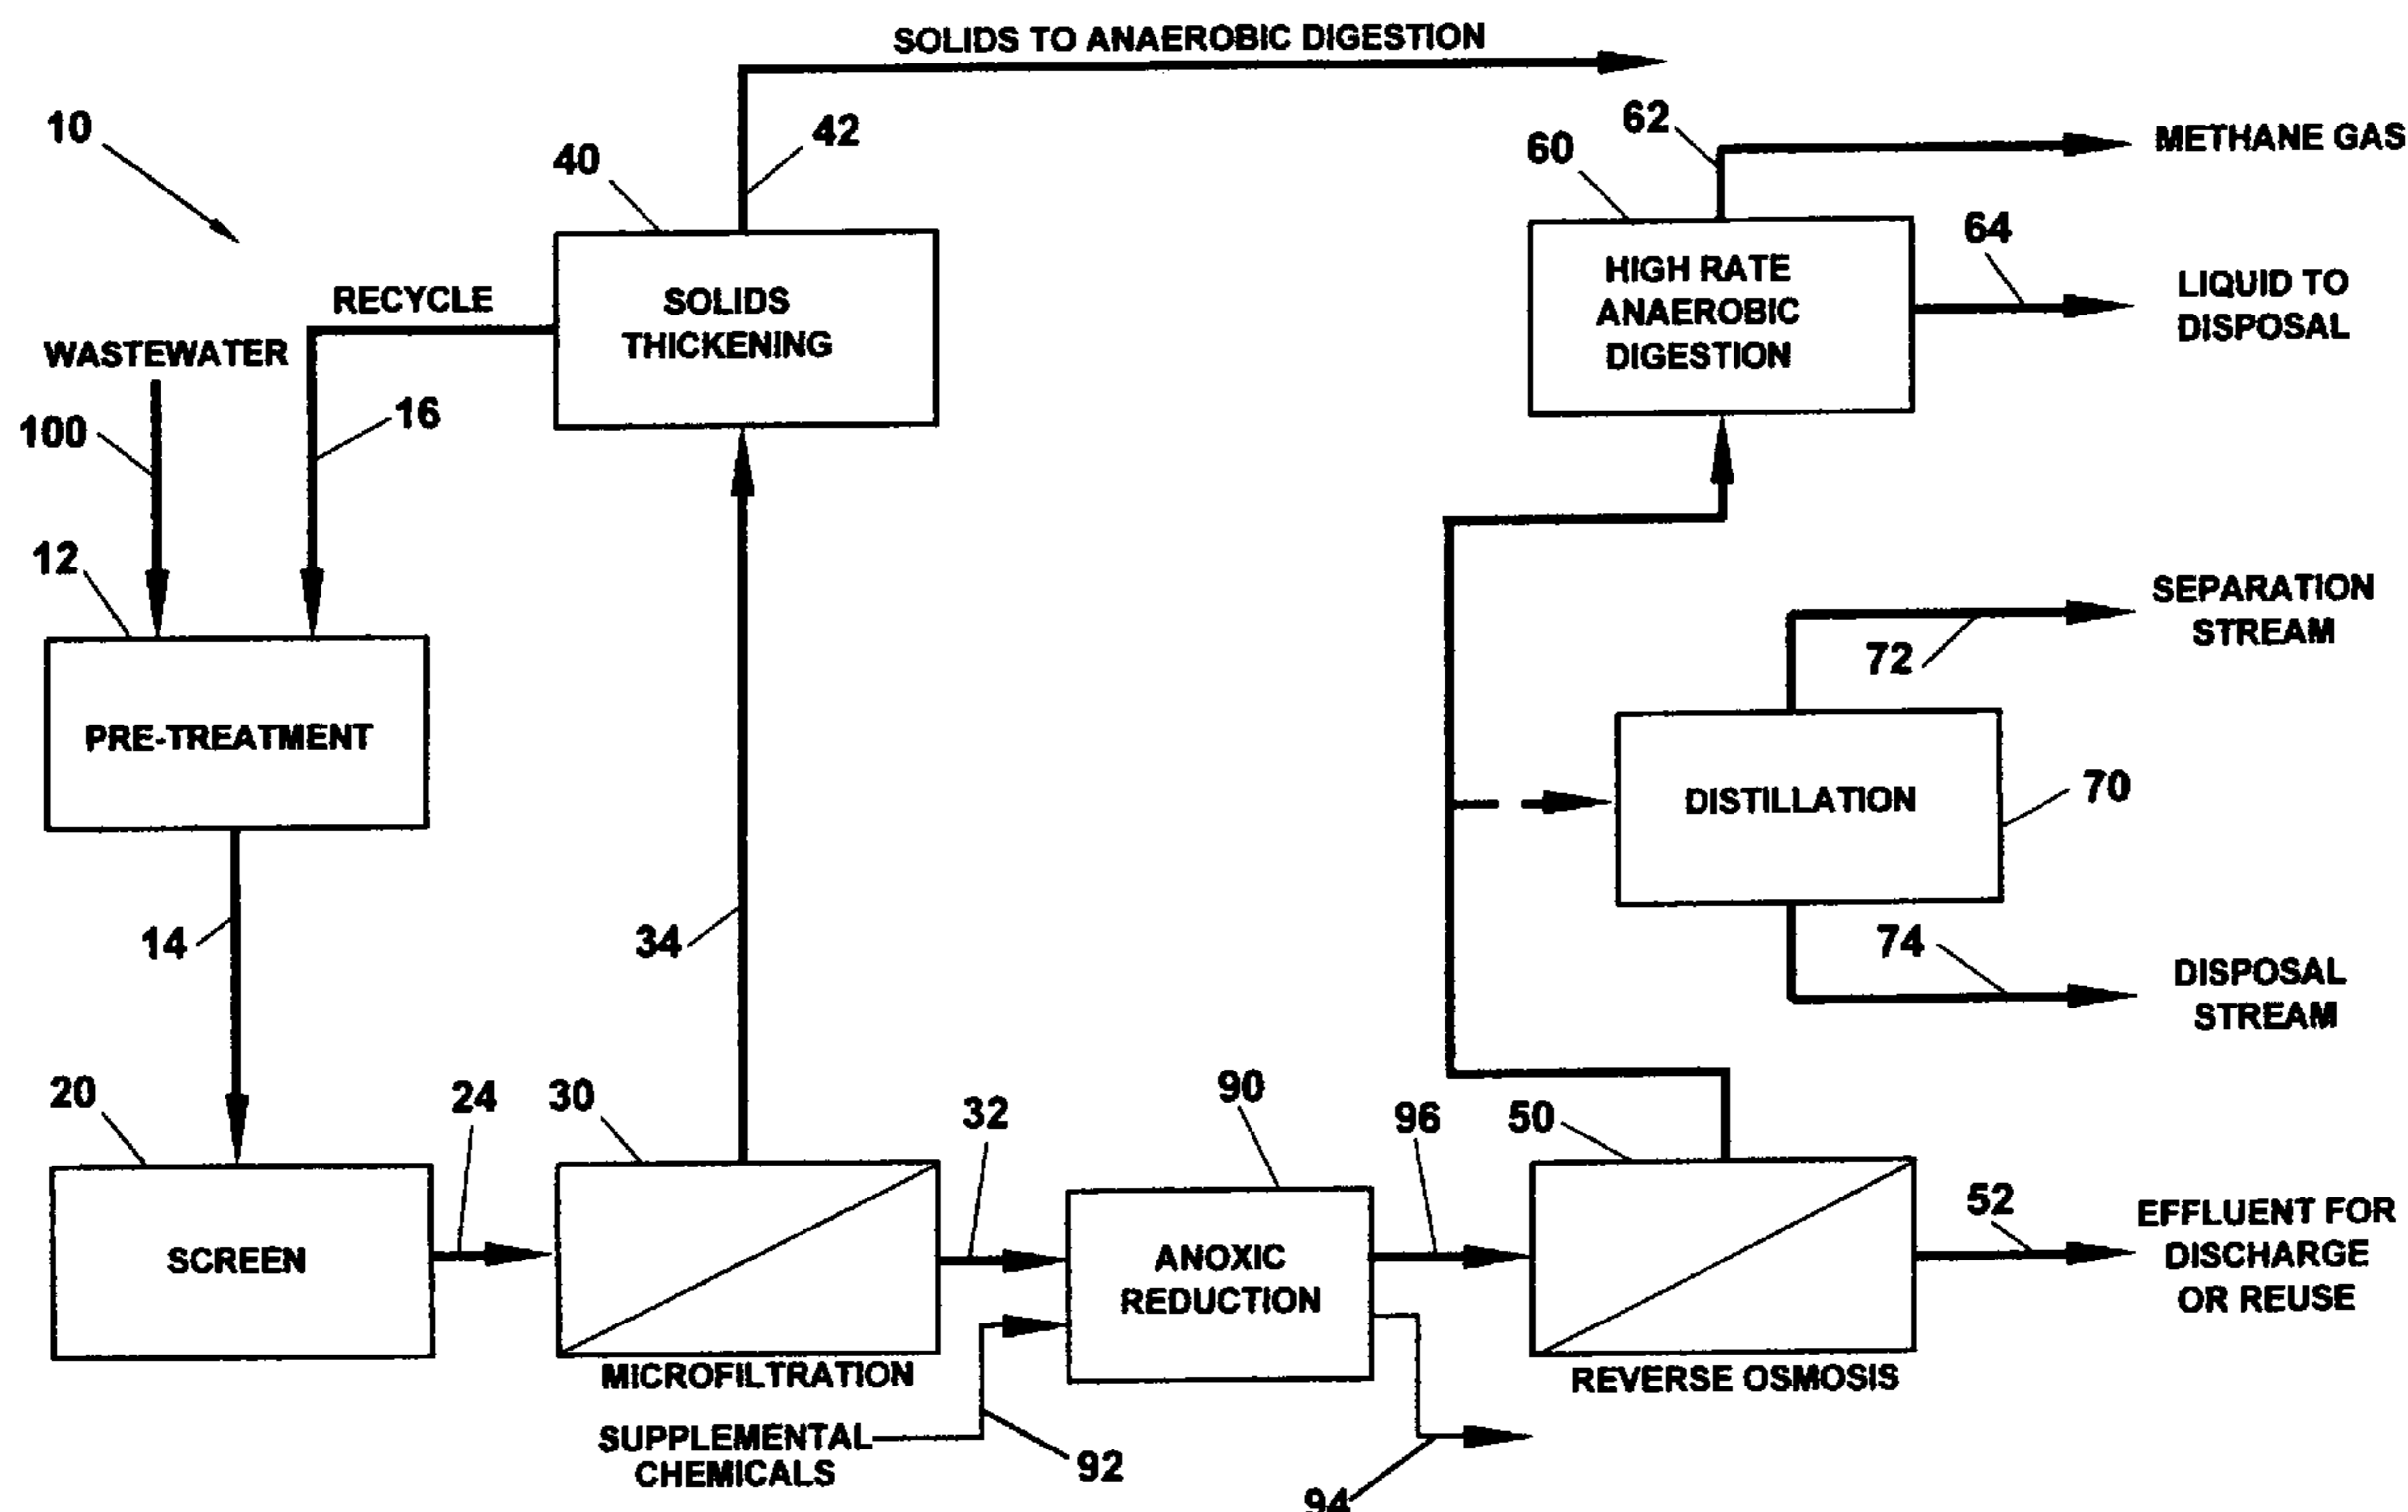 SOLIDS TO ANAEROBIC DIGESTION
10
40
42
62
60
METHANE GAS
64
HIGH RATE
ANAEROBIC
DIGESTION
LIQUID TO
DISPOSAL
RECYCLE
SOLIDS
THICKENING
WASTEWATER
100
16
12
PRE-TREATMENT
SEPARATION
STREAM
72
DISTILLATION
70
14
34
74
DISPOSAL
STREAM
20
24
30
32
90
96
50
52
SCREEN
ANOXIC
REDUCTION
EFFLUENT FOR
DISCHARGE
OR REUSE
MICROFILTRATION
REVERSE OSMOSIS
SUPPLEMENTAL
CHEMICALS
92
94